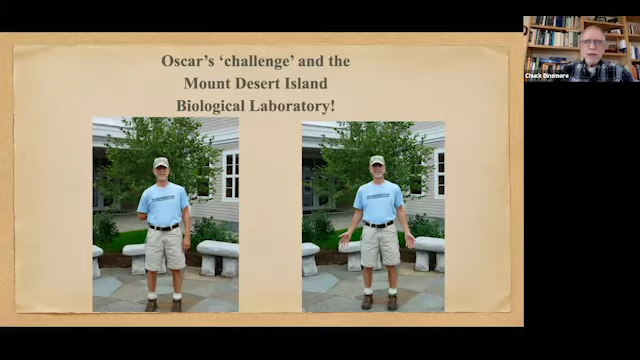 Oscar's ‘challenge’ and the
Mount Desert Island
Biological Laboratory!
Chuck Dinsmore